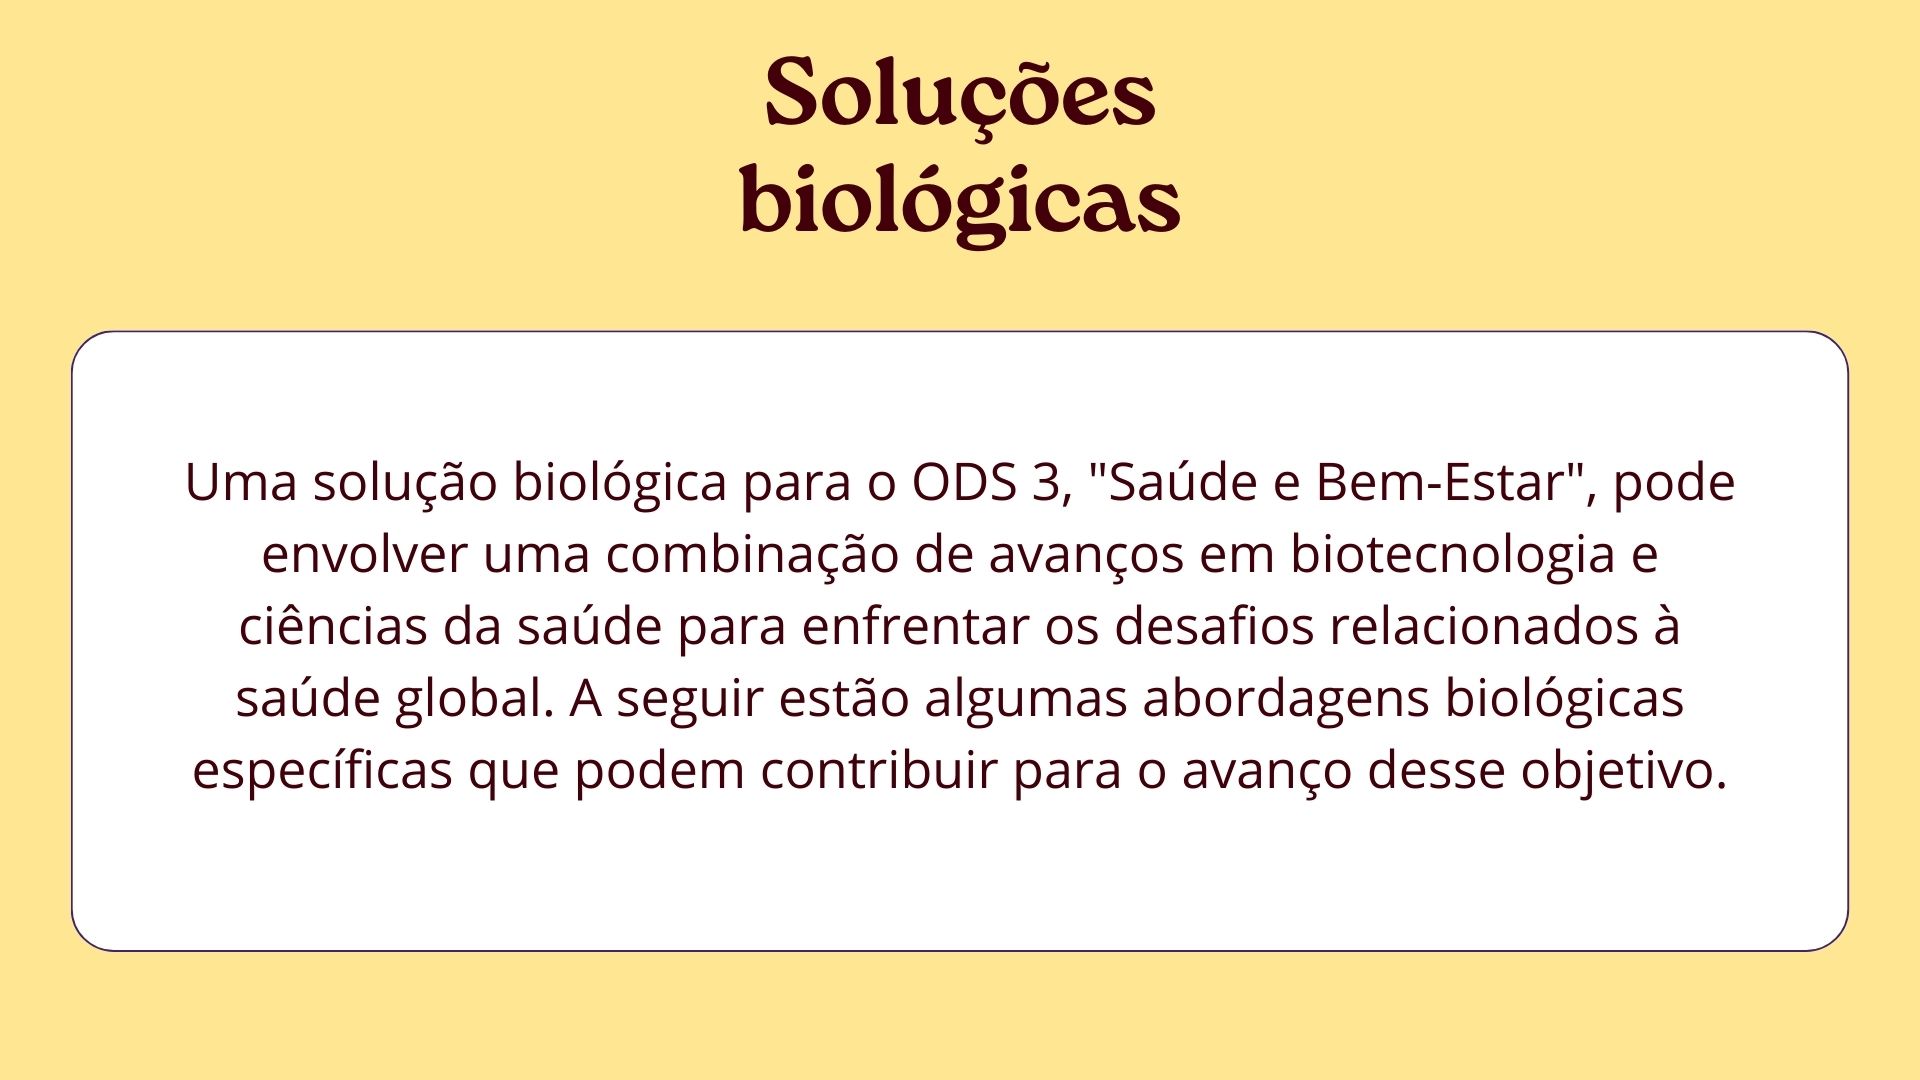 Soluções
biológicas
Uma solução biológica para o ODS 3, "Saúde e Bem-Estar", pode
envolver uma combinação de avanços em biotecnologia e
ciências da saúde para enfrentar os desafios relacionados à
saúde global. A seguir estão algumas abordagens biológicas
específicas que podem contribuir para o avanço desse objetivo.